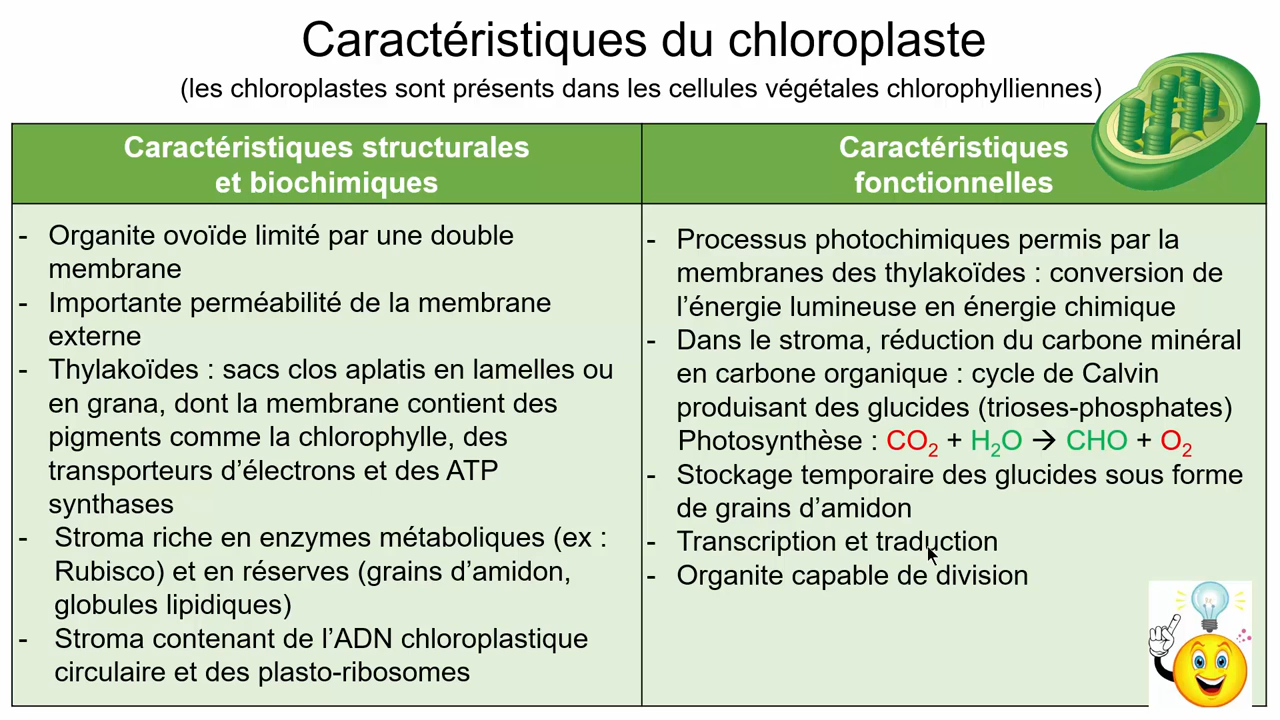 Caractéristiques du chloroplaste
(les chloroplastes sont présents dans les cellules végétales chlorophylliennes)
Caractéristiques structurales
et biochimiques
- Organite ovoïde limité par une double
membrane
- Importante perméabilité de la membrane
externe
- Thylakoïdes : sacs clos aplatis en lamelles ou
en grana, dont la membrane contient des
pigments comme la chlorophylle, des
transporteurs d’électrons et des ATP
synthases
- Stroma riche en enzymes métaboliques (ex :
Rubisco) et en réserves (grains d’amidon,
globules lipidiques)
- Stroma contenant de l’ADN chloroplastique
circulaire et des plasto-ribosomes
Caractéristiques
fonctionnelles
- Processus photochimiques permis par la
membranes des thylakoïdes : conversion de
l’énergie lumineuse en énergie chimique
- Dans le stroma, réduction du carbone minéral
en carbone organique : cycle de Calvin
produisant des glucides (trioses-phosphates)
Photosynthèse : CO₂ + H₂O → CHO + O₂
- Stockage temporaire des glucides sous forme
de grains d’amidon
- Transcription et traduction
- Organite capable de division